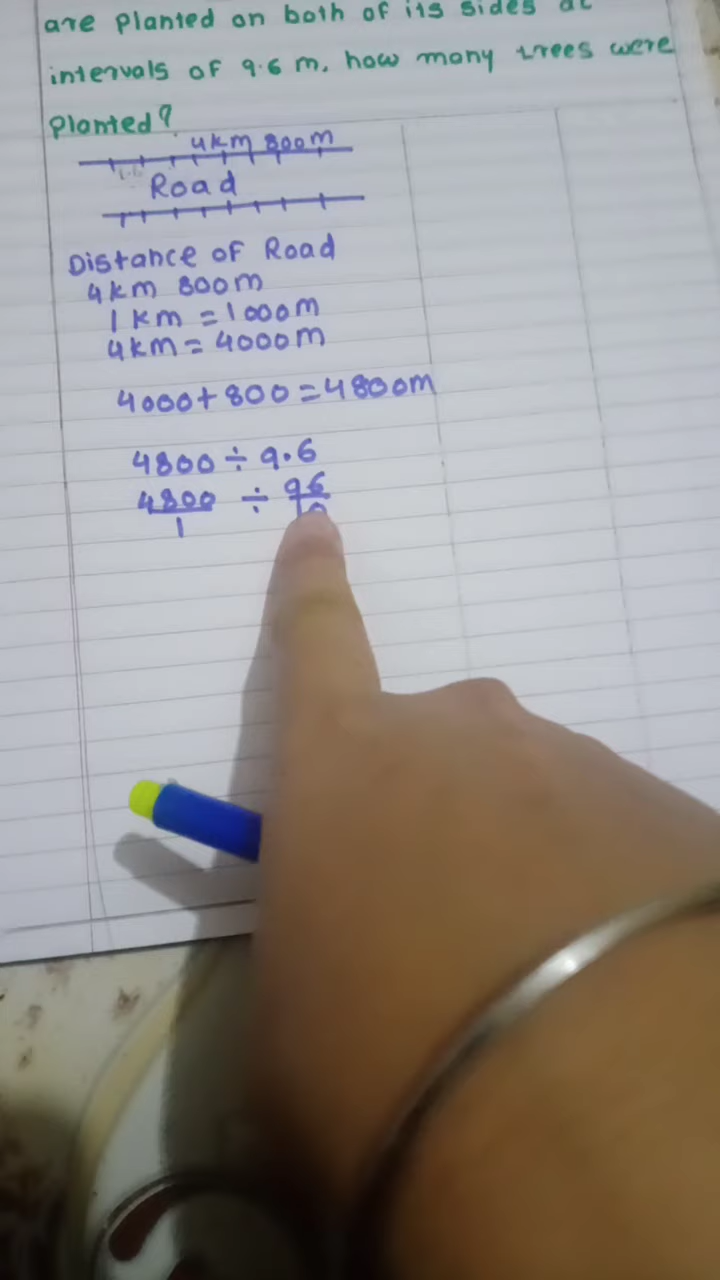 are planted on both of its sides at
intervals of 9.6 m, how many trees were
planted?
4km 800m
Road
Distance of Road
4km 800m
1 km = 1000m
4km = 4000m
4000 + 800 = 4800m
4800 ÷ 9.6
4800/1 ÷ 96/10